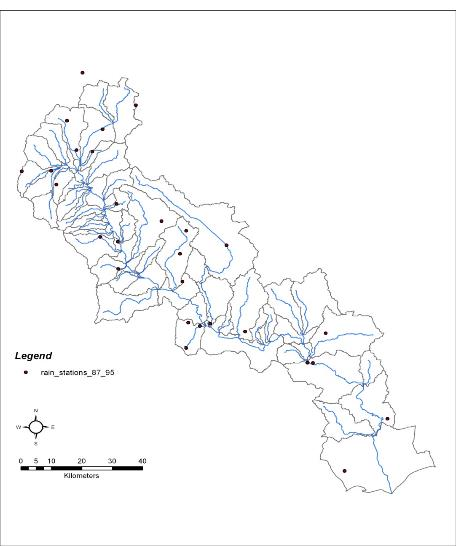 Legend
rain_stations_87_95
N
W E
S
0 5 10 20 30 40
Kilometers